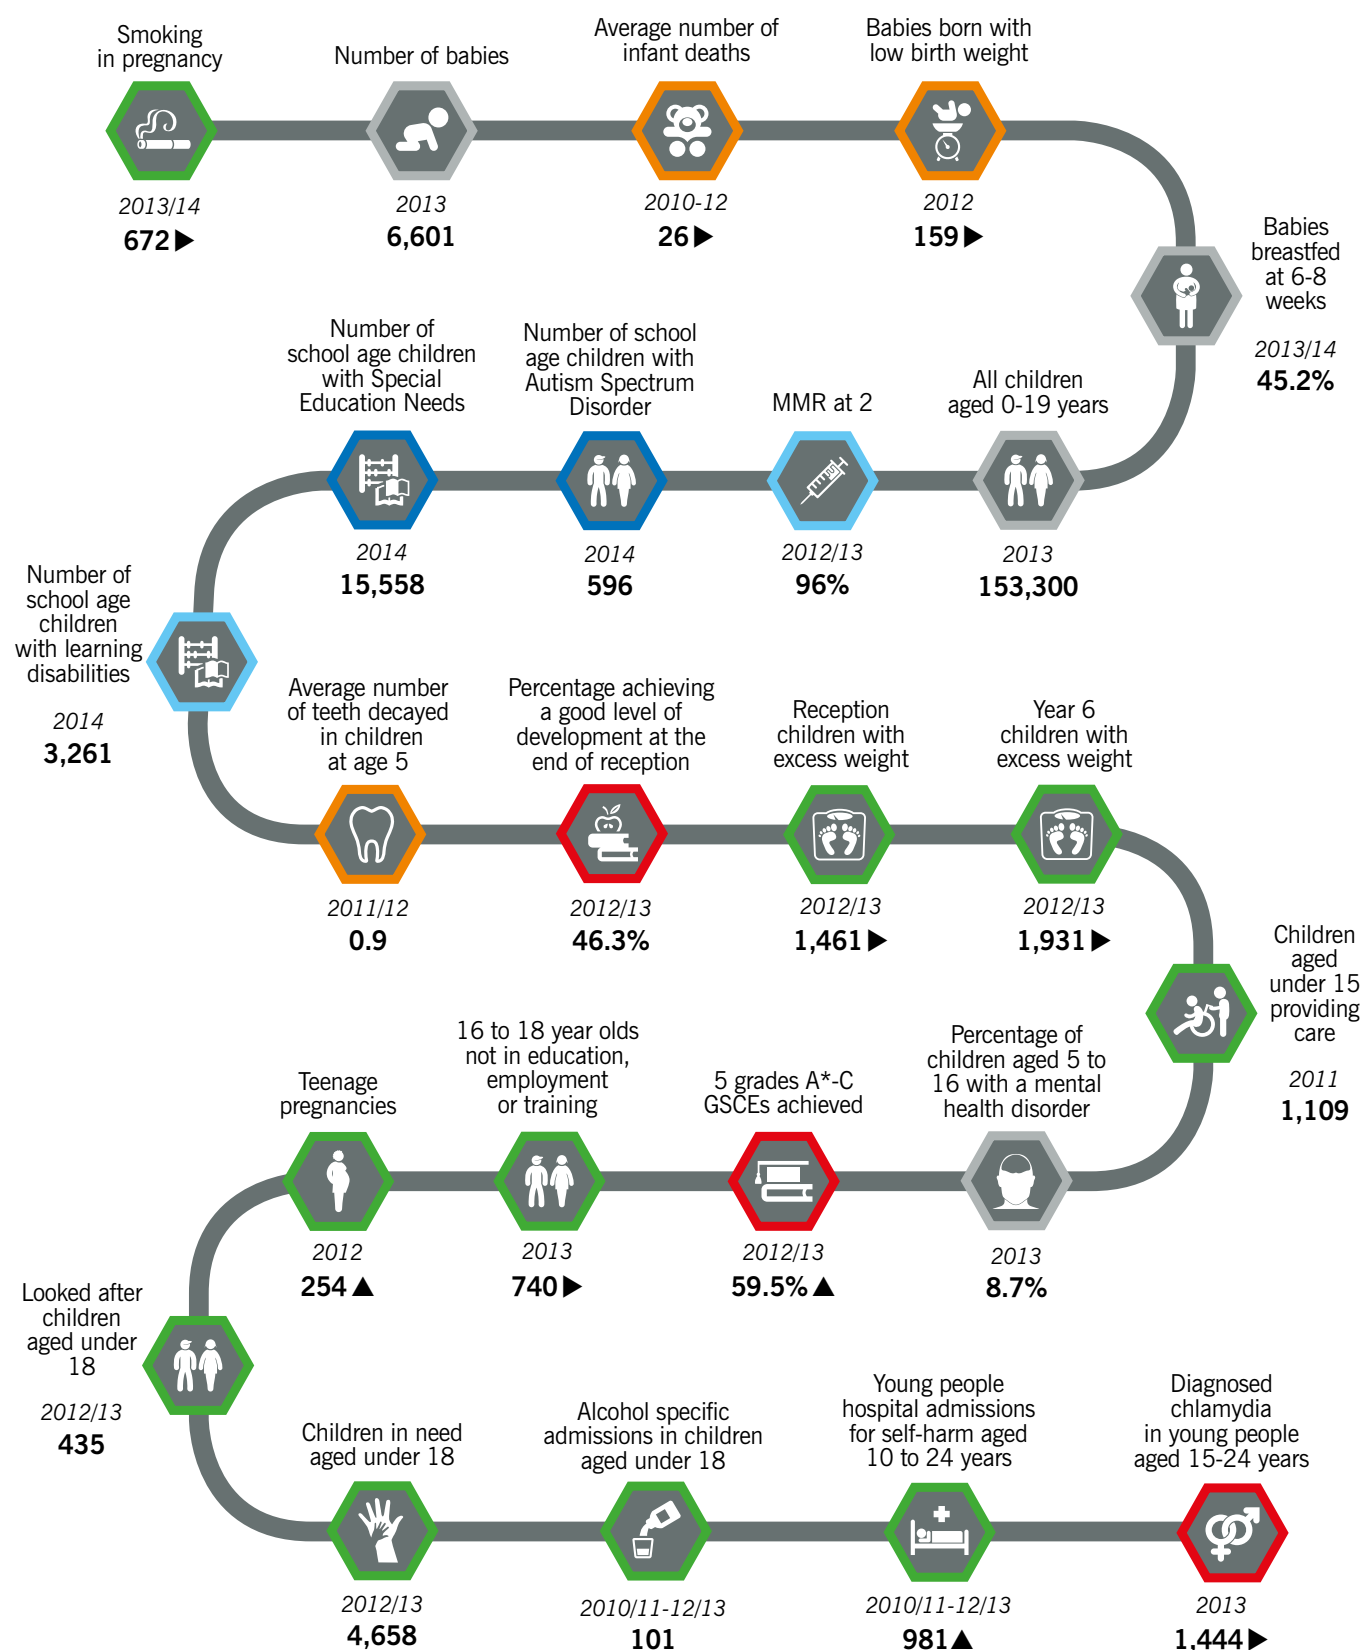 Smoking
in pregnancy
2013/14
672 ▶
Number of babies
2013
6,601
Average number of
infant deaths
2010-12
26 ▶
Babies born with
low birth weight
2012
159 ▶
Babies
breastfed
at 6-8
weeks
2013/14
45.2%
All children
aged 0-19 years
2013
153,300
MMR at 2
2012/13
96%
Number of school
age children with
Autism Spectrum
Disorder
2014
596
Number of
school age children
with Special
Education Needs
2014
15,558
Number of
school age
children
with learning
disabilities
2014
3,261
Average number
of teeth decayed
in children
at age 5
2011/12
0.9
Percentage achieving
a good level of
development at the
end of reception
2012/13
46.3%
Reception
children with
excess weight
2012/13
1,461 ▶
Year 6
children with
excess weight
2012/13
1,931 ▶
Children
aged
under 15
providing
care
2011
1,109
Percentage of
children aged 5 to
16 with a mental
health disorder
2013
8.7%
5 grades A*-C
GSCEs achieved
2012/13
59.5% ▲
16 to 18 year olds
not in education,
employment
or training
2013
740 ▶
Teenage
pregnancies
2012
254 ▲
Looked after
children
aged under
18
2012/13
435
Children in need
aged under 18
2012/13
4,658
Alcohol specific
admissions in children
aged under 18
2010/11-12/13
101
Young people
hospital admissions
for self-harm aged
10 to 24 years
2010/11-12/13
981 ▲
Diagnosed
chlamydia
in young people
aged 15-24 years
2013
1,444 ▶